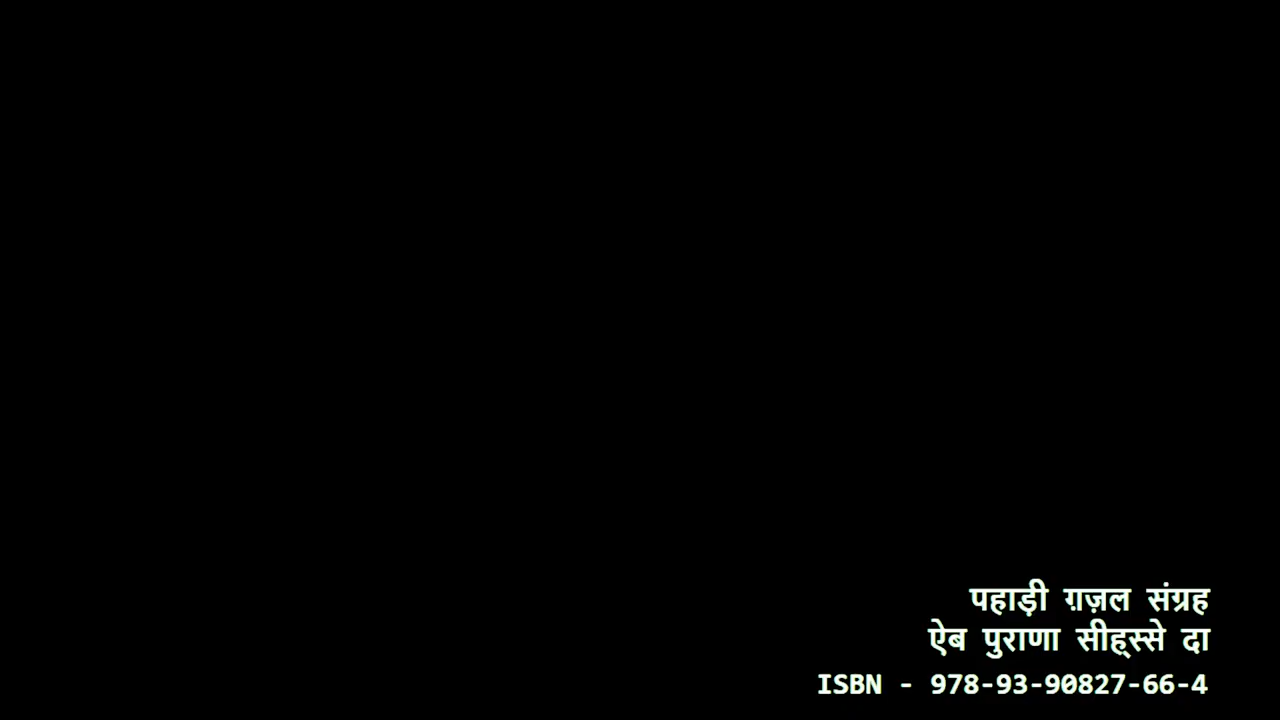 पहाड़ी ग़ज़ल संग्रह
ऐब पुराणा सीह्स्से दा
ISBN - 978-93-90827-66-4